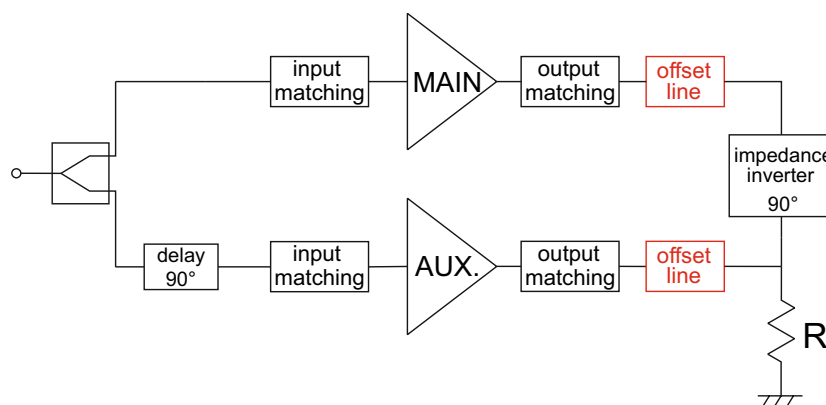 input
matching
MAIN
output
matching
offset
line
impedance
inverter
90°
delay
90°
input
matching
AUX.
output
matching
offset
line
R